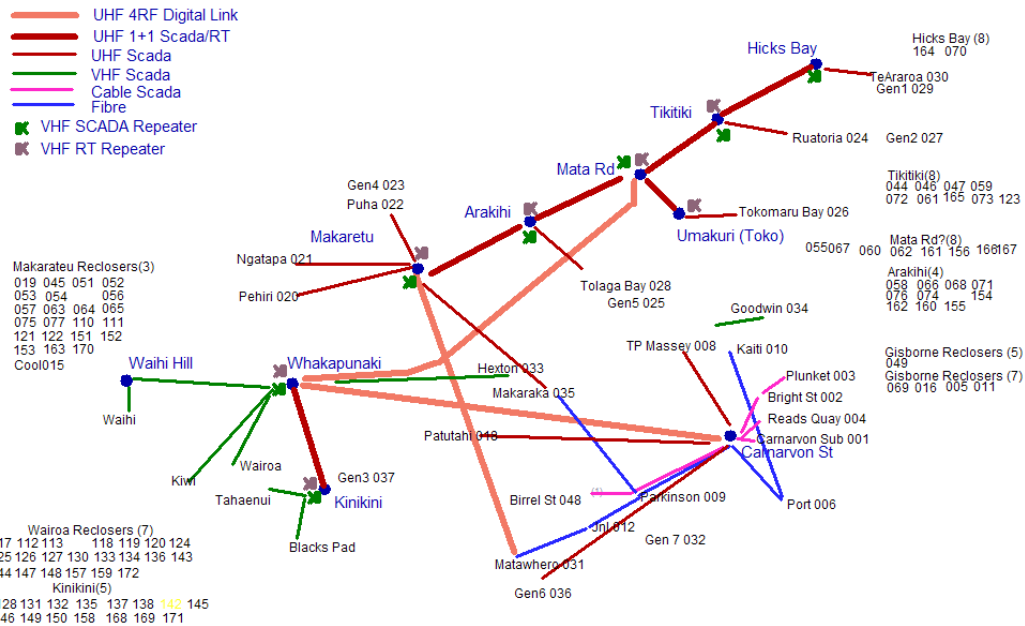 UHF 4RF Digital Link
UHF 1+1 Scada/RT
UHF Scada
VHF Scada
Cable Scada
Fibre
VHF SCADA Repeater
VHF RT Repeater
Hicks Bay (8)
164 070
Hicks Bay
TeAraroa 030
Gen1 029
Tikitiki
Ruatoria 024 Gen2 027
Mata Rd
Tikitiki(8)
044 046 047 059
072 061 165 073 123
Gen4 023
Puha 022
Arakihi
Tokomaru Bay 026
Umakuri (Toko)
Makaretu
Mata Rd?(8)
055067 060 062 161 156 166167
Ngatapa 021
Pehiri 020
Tolaga Bay 028
Gen5 025
Arakihi(4)
058 066 068 071
076 074 154
162 160 155
Makarateu Reclosers(3)
019 045 051 052
053 054 056
057 063 064 065
075 077 110 111
121 122 151 152
153 163 170
Cool015
Goodwin 034
TP Massey 008
Kaiti 010
Gisborne Reclosers (5)
049
Gisborne Reclosers (7)
069 016 005 011
Waihi Hill
Whakapunaki
Hexton 033
Makaraka 035
Plunket 003
Bright St 002
Reads Quay 004
Carnarvon Sub 001
Carnarvon St
Waihi
Patutahi 018
Wairoa
Kiwi
Gen3 037
Tahaenui
Kinikini
Birrel St 048
Parkinson 009
Port 006
Jnl 012
Gen 7 032
Blacks Pad
Matawhero 031
Gen6 036
Wairoa Reclosers (7)
17 112 113 118 119 120 124
25 126 127 130 133 134 136 143
44 147 148 157 159 172
Kinikini(5)
128 131 132 135 137 138 142 145
46 149 150 158 168 169 171